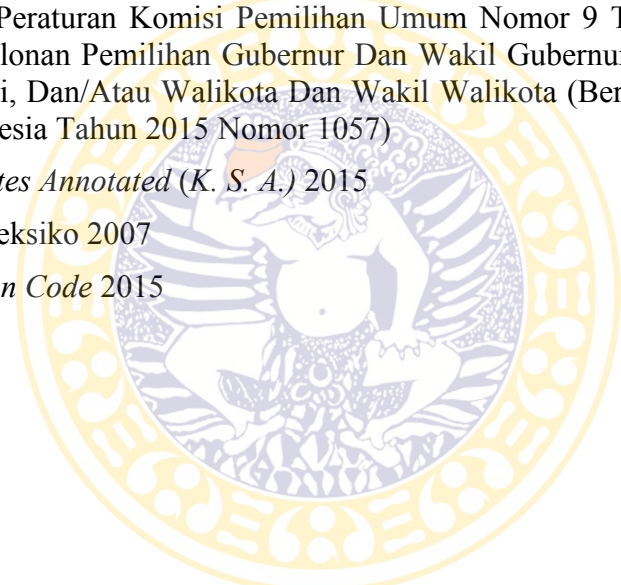 Peraturan Komisi Pemilihan Umum Nomor 9 T
lonan Pemilihan Gubernur Dan Wakil Gubernur
i, Dan/Atau Walikota Dan Wakil Walikota (Ber
esia Tahun 2015 Nomor 1057)
tes Annotated (K. S. A.) 2015
eksiko 2007
n Code 2015